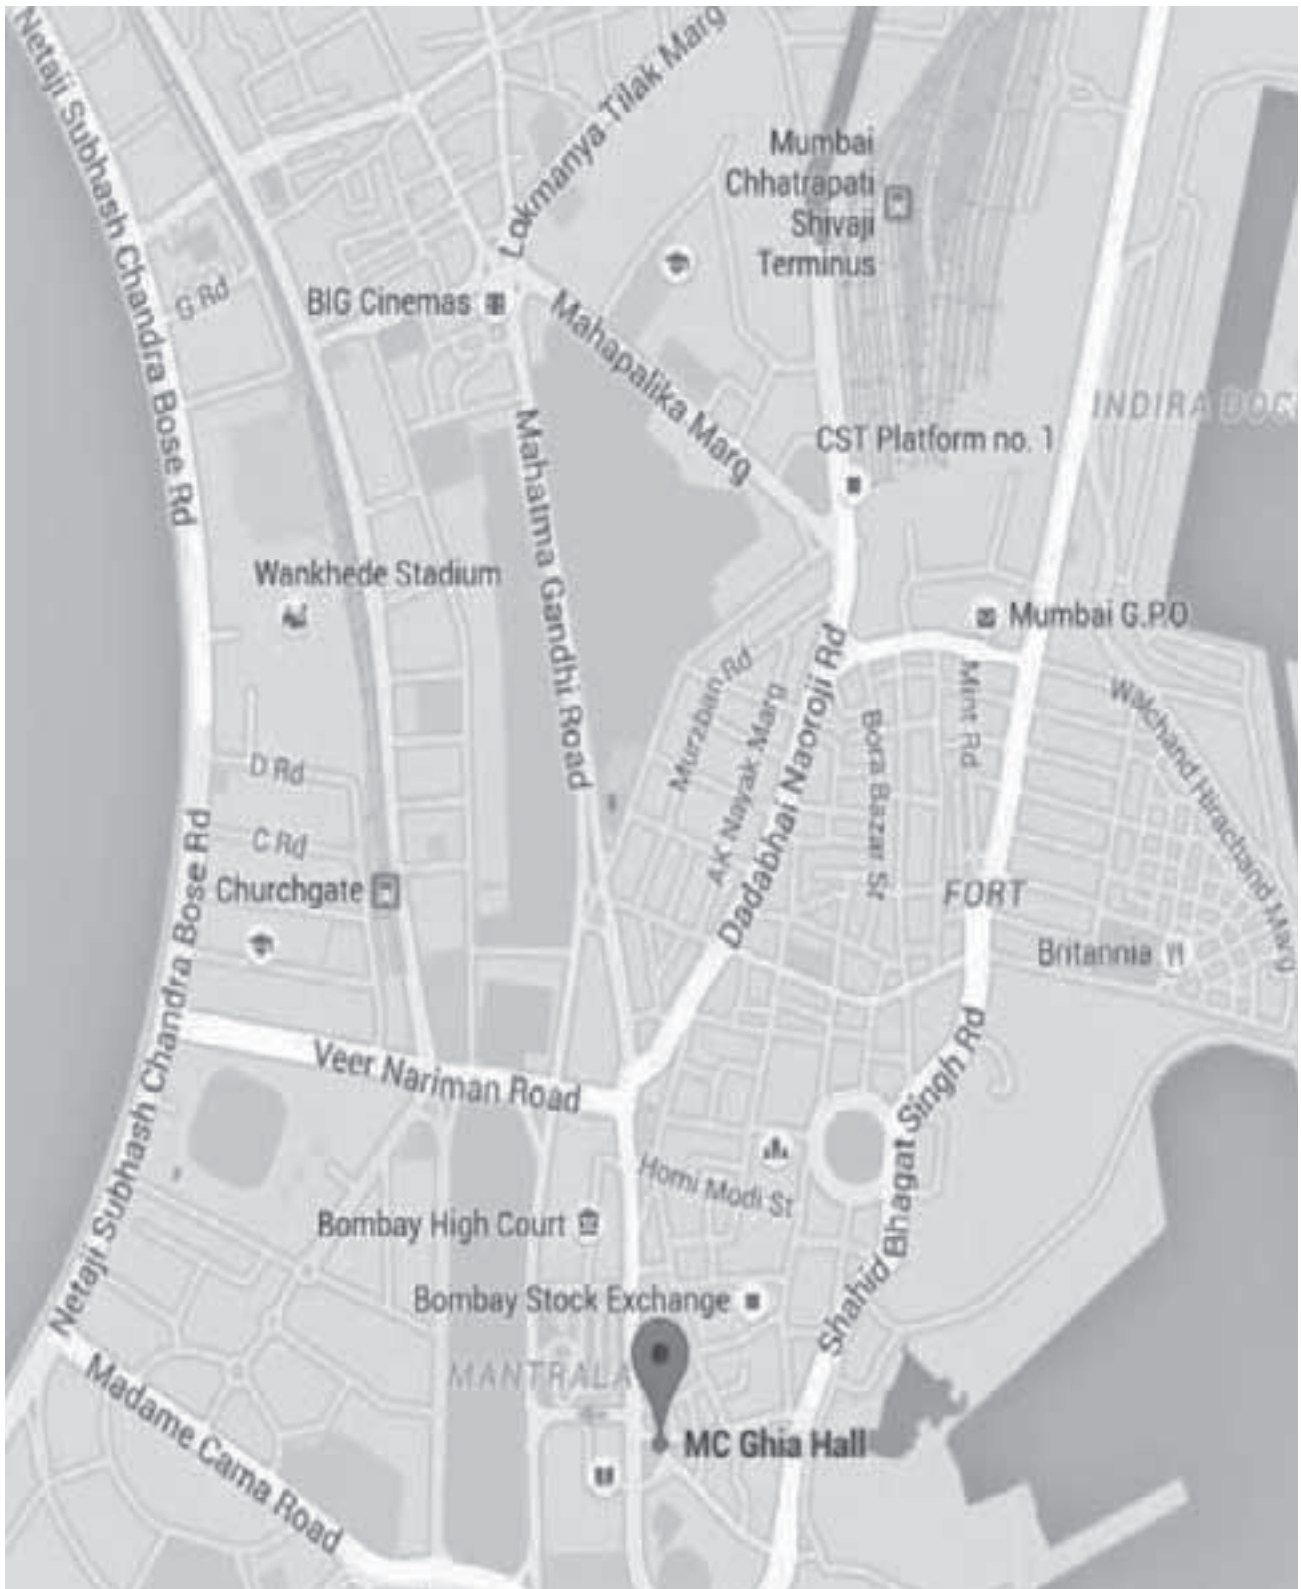 Netaji Subhash Chandra Bose Rd
Lokmanya Tilak Marg
Mumbai
Chhatrapati
Shivaji
Terminus
G Rd
BIG Cinemas
Mahapalika Marg
INDIRA DOC
CST Platform no. 1
Mahatma Gandhi Road
Wankhede Stadium
Mumbai G.P.O
Murzban Rd
AK Nayak Marg
Dadabhai Naoroji Rd
Bora Bazar St
Mint Rd
Walchand Hirachand Marg
D Rd
C Rd
Churchgate
FORT
Britannia
Netaji Subhash Chandra Bose Rd
Veer Nariman Road
Homi Modi St
Shahid Bhagat Singh Rd
Bombay High Court
Bombay Stock Exchange
MANTRALA
MC Ghia Hall
Madame Cama Road